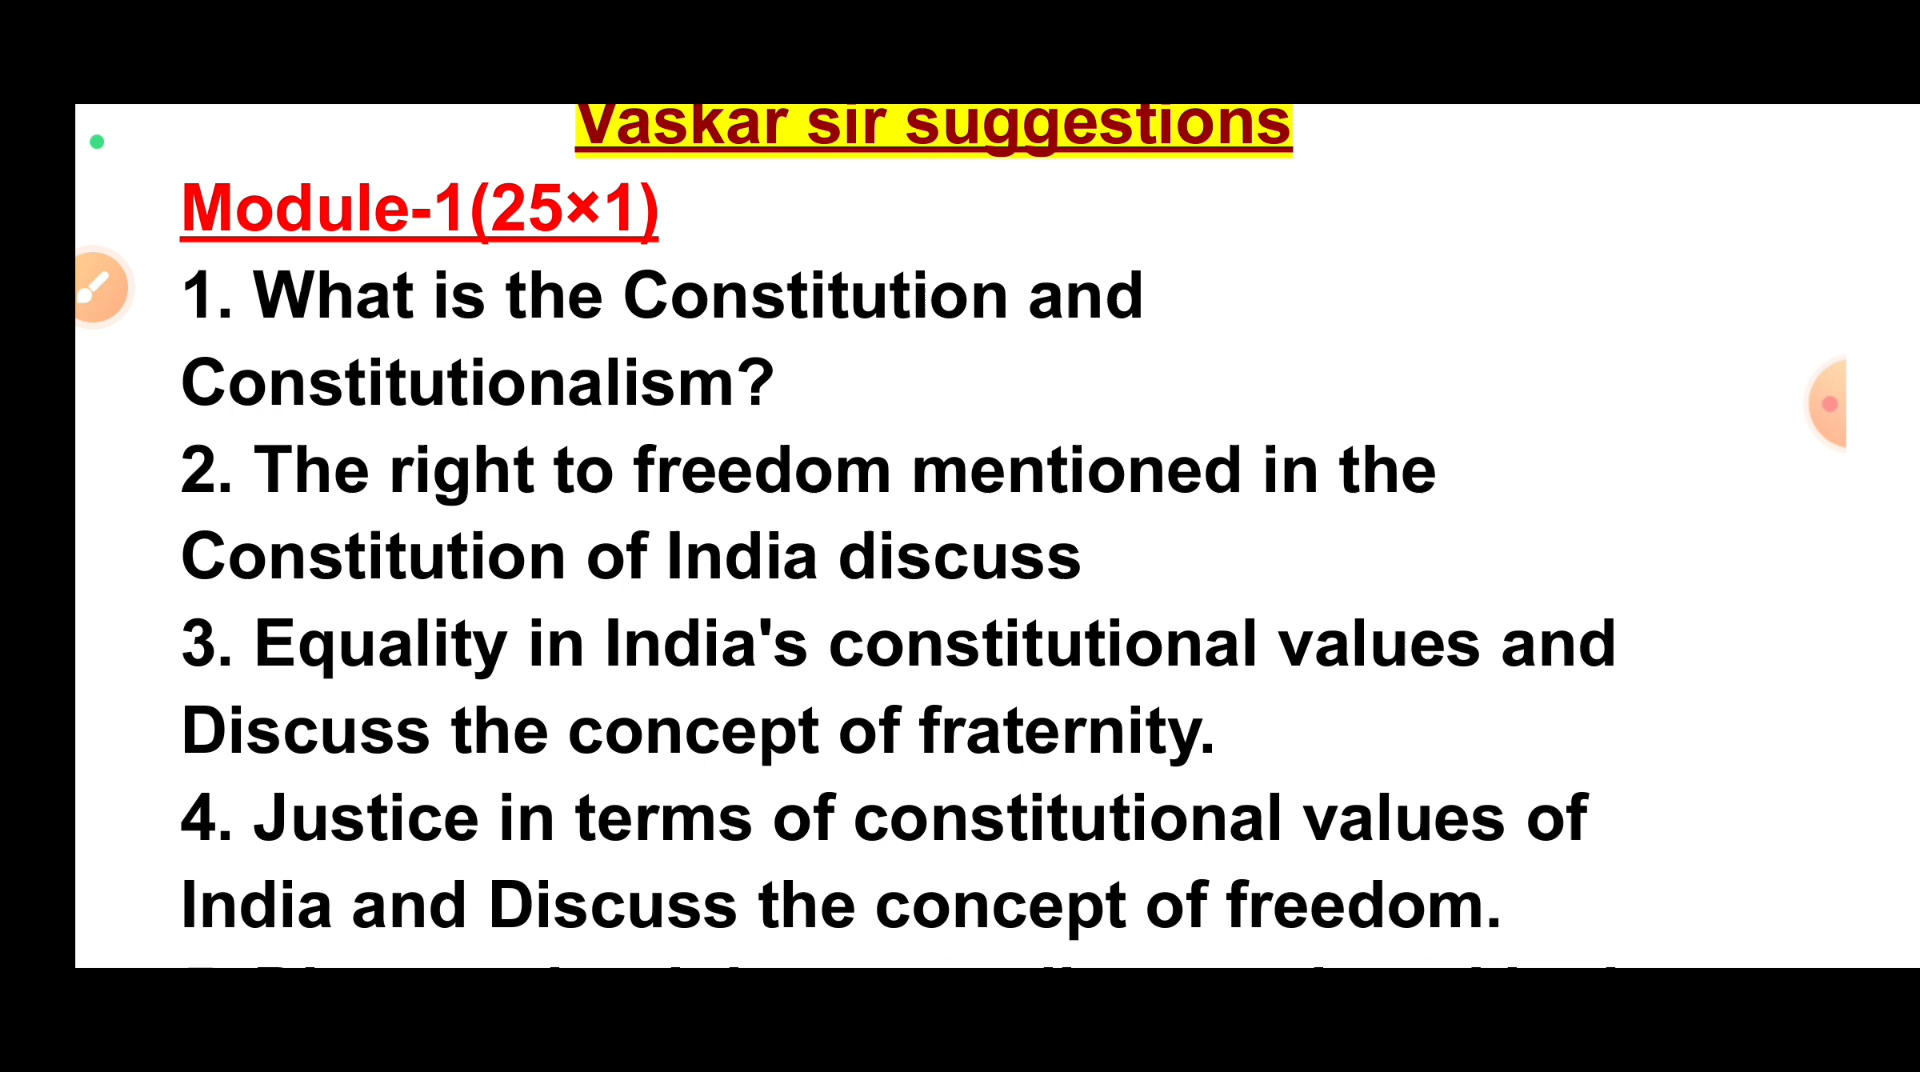 Vaskar sir suggestions
Module-1(25×1)
1. What is the Constitution and
Constitutionalism?
2. The right to freedom mentioned in the
Constitution of India discuss
3. Equality in India's constitutional values and
Discuss the concept of fraternity.
4. Justice in terms of constitutional values of
India and Discuss the concept of freedom.